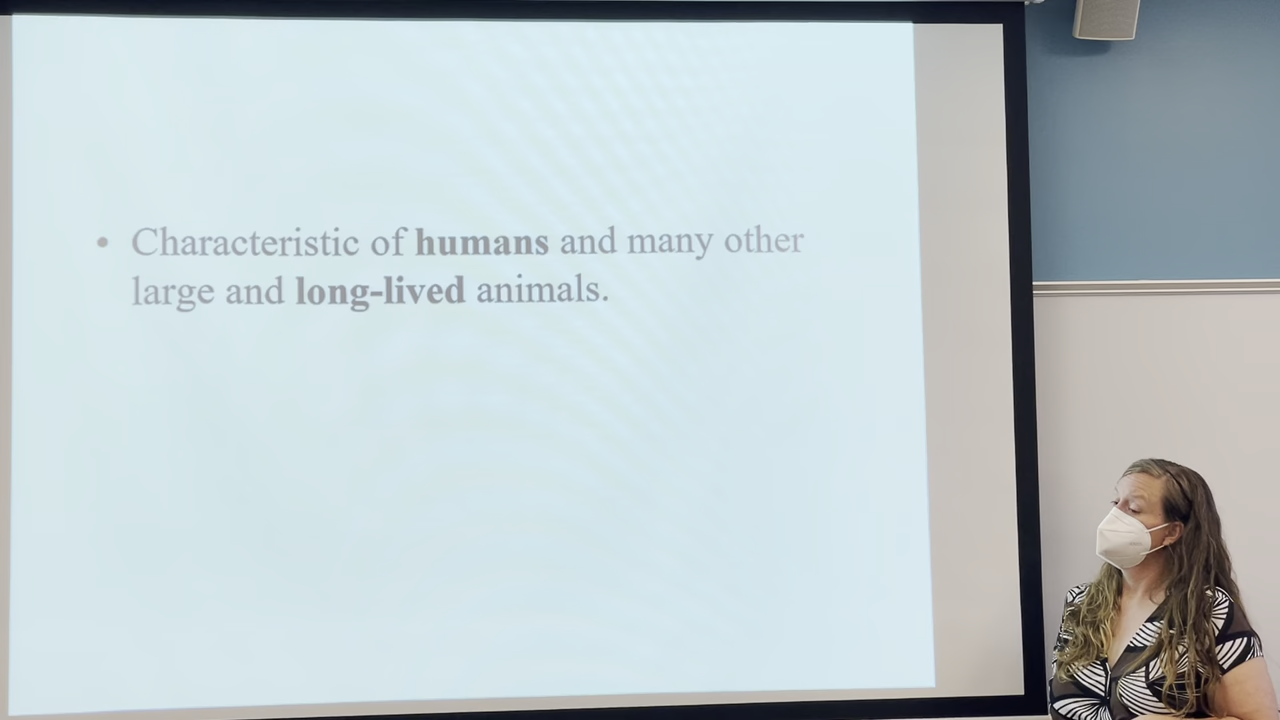 • Characteristic of humans and many other
large and long-lived animals.